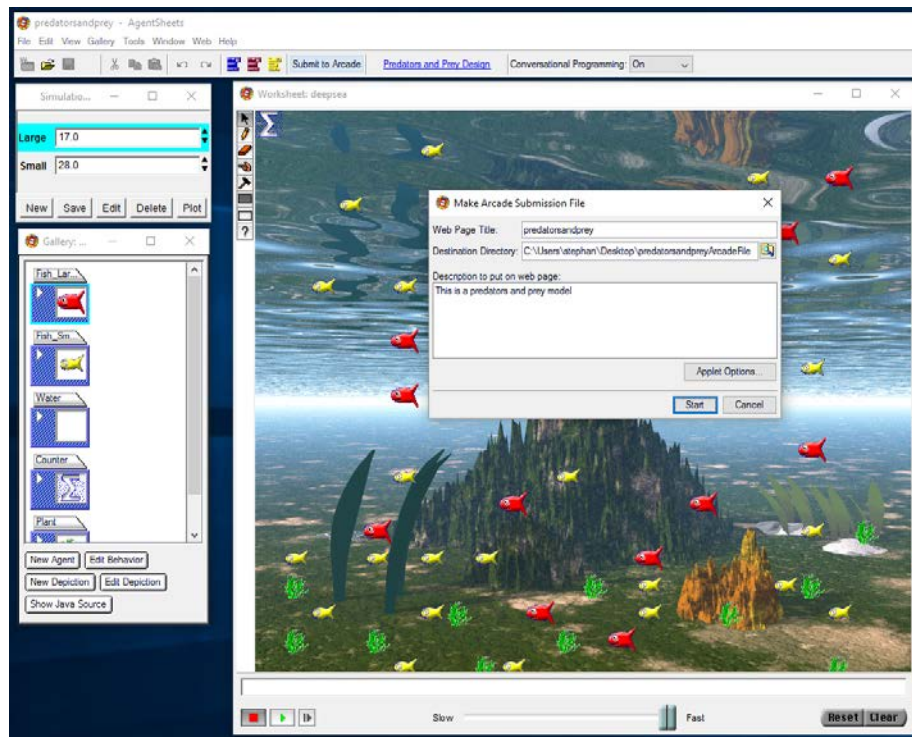 predatorsandprey - AgentSheets
File Edit View Gallery Tools Window Web Help
Submit to Arcade Predators and Prey Design Conversational Programming: On
Simulatio...
Large 17.0
Small 28.0
New Save Edit Delete Plot
Gallery: ...
Fish_Lar...
Fish_Sm...
Water
Counter
Σ
Plant
New Agent Edit Behavior
New Depiction Edit Depiction
Show Java Source
Worksheet: deepsea
Σ
?
Make Arcade Submission File
Web Page Title: predatorsandprey
Destination Directory: C:\Users\stephan\Desktop\predatorsandpreyArcadeFile
Description to put on web page:
This is a predators and prey model
Applet Options...
Start Cancel
Slow Fast
Reset Clear